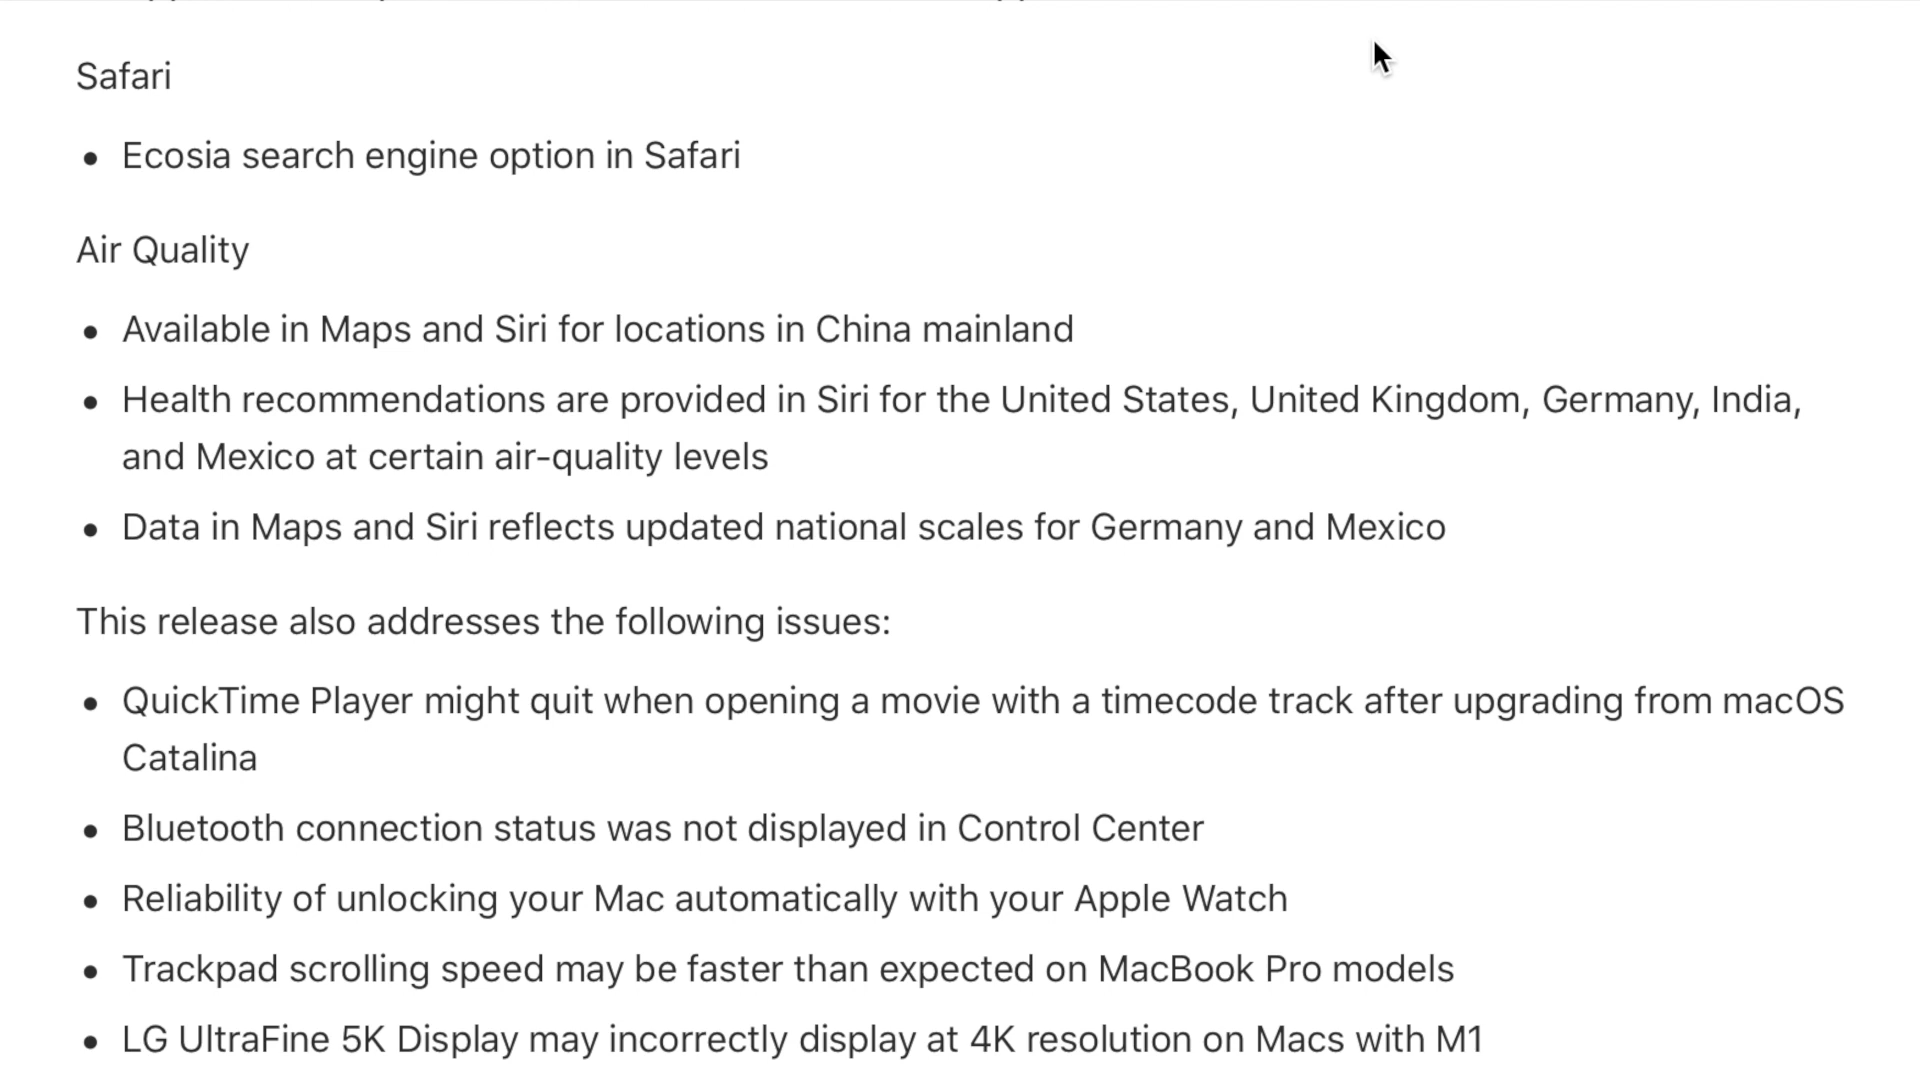 Safari
• Ecosia search engine option in Safari
Air Quality
• Available in Maps and Siri for locations in China mainland
• Health recommendations are provided in Siri for the United States, United Kingdom, Germany, India,
and Mexico at certain air-quality levels
• Data in Maps and Siri reflects updated national scales for Germany and Mexico
This release also addresses the following issues:
• QuickTime Player might quit when opening a movie with a timecode track after upgrading from macOS
Catalina
• Bluetooth connection status was not displayed in Control Center
• Reliability of unlocking your Mac automatically with your Apple Watch
• Trackpad scrolling speed may be faster than expected on MacBook Pro models
• LG UltraFine 5K Display may incorrectly display at 4K resolution on Macs with M1